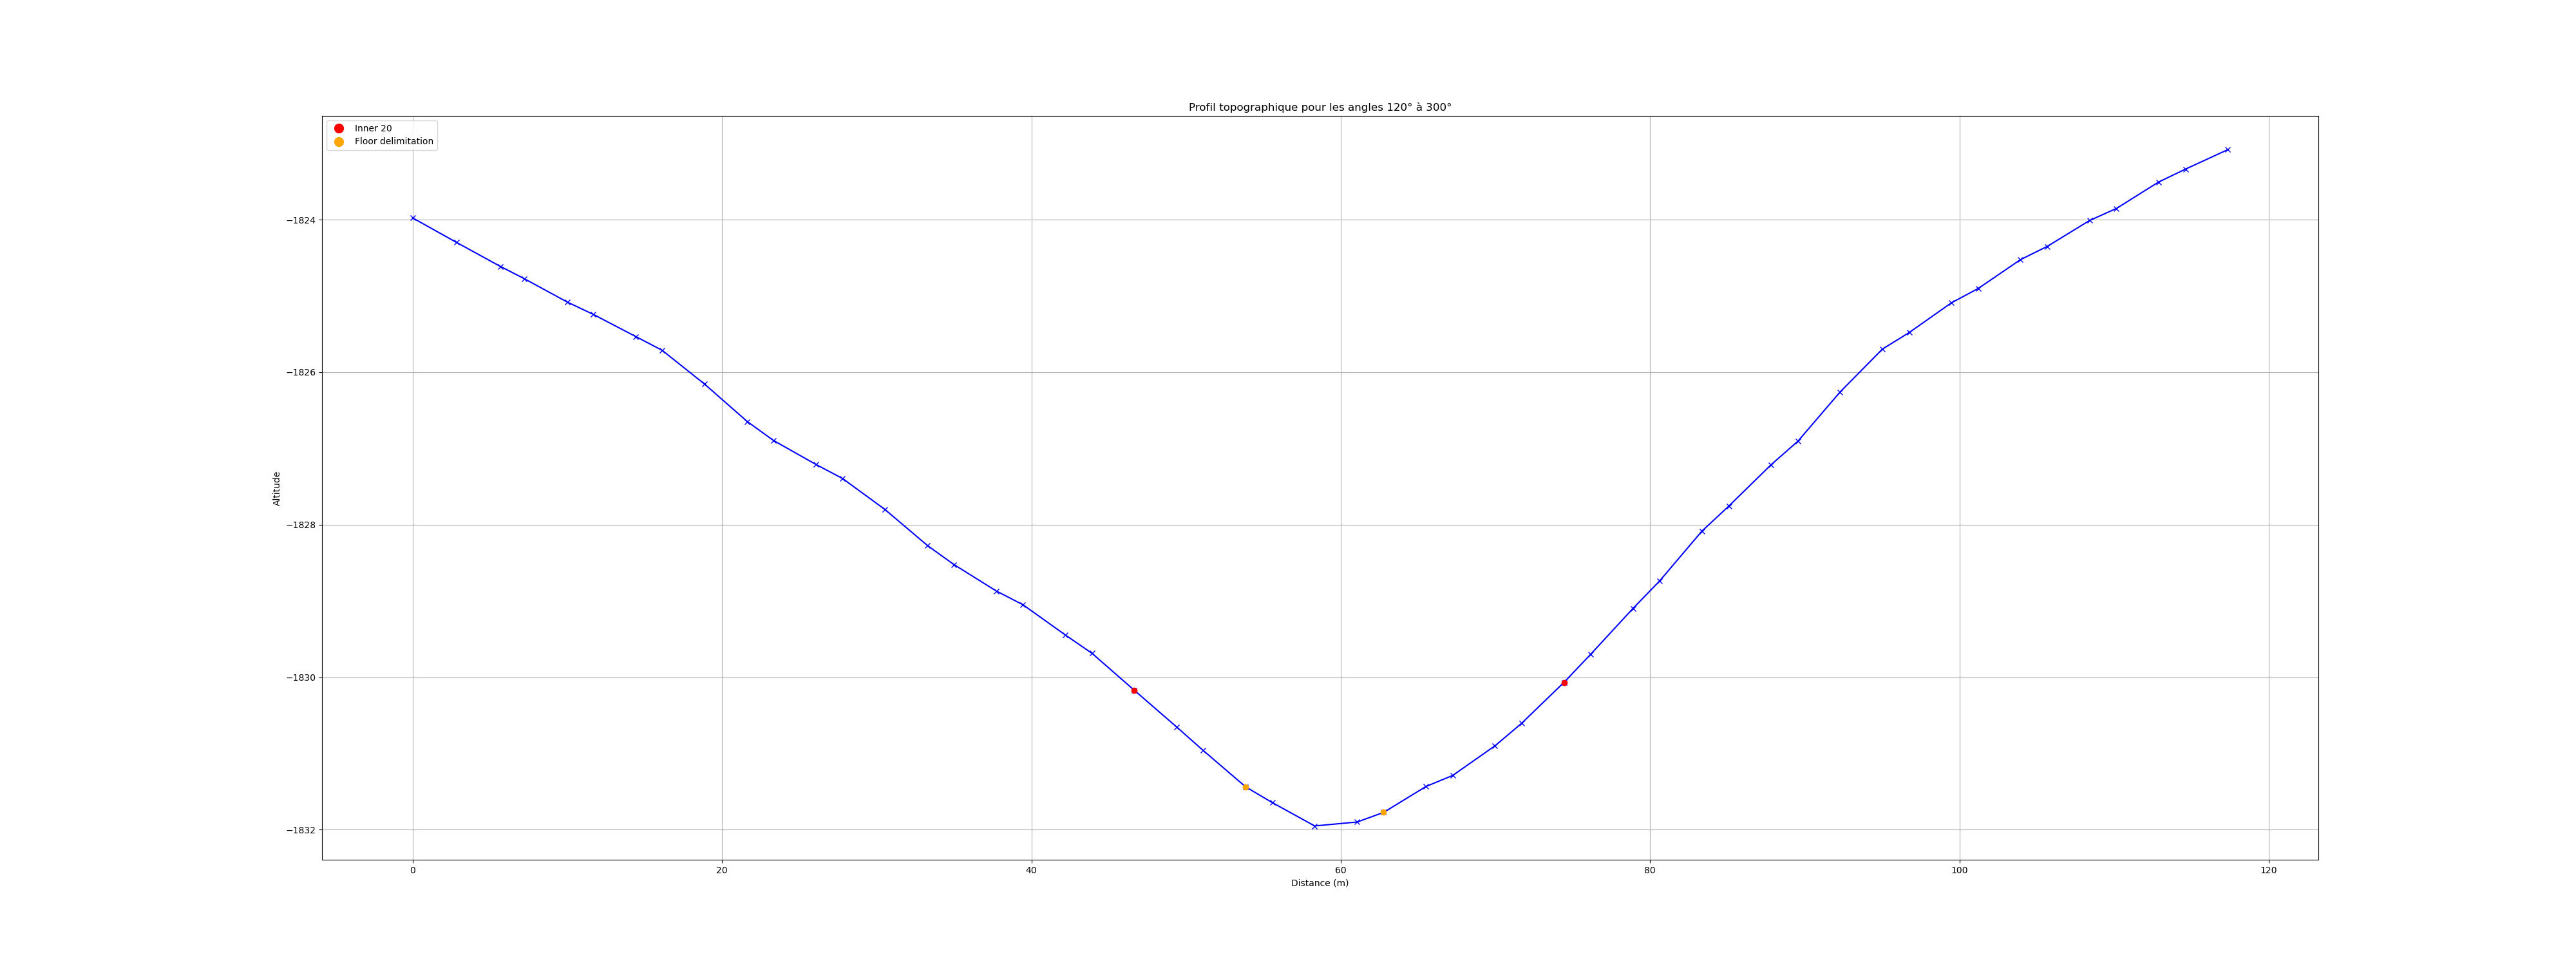 Profil topographique pour les angles 120° à 300°
Inner 20
Floor delimitation
Altitude
−1824
−1826
−1828
−1830
−1832
0 20 40 60 80 100 120
Distance (m)